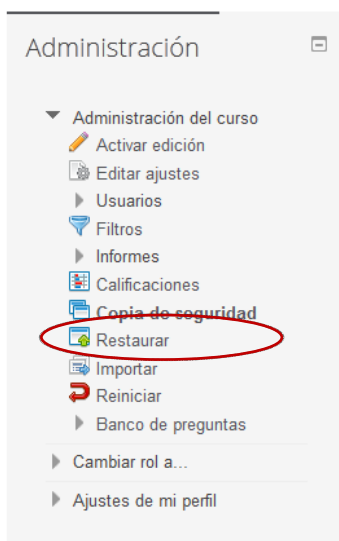 Administración
Administración del curso
Activar edición
Editar ajustes
Usuarios
Filtros
Informes
Calificaciones
Copia de seguridad
Restaurar
Importar
Reiniciar
Banco de preguntas
Cambiar rol a...
Ajustes de mi perfil